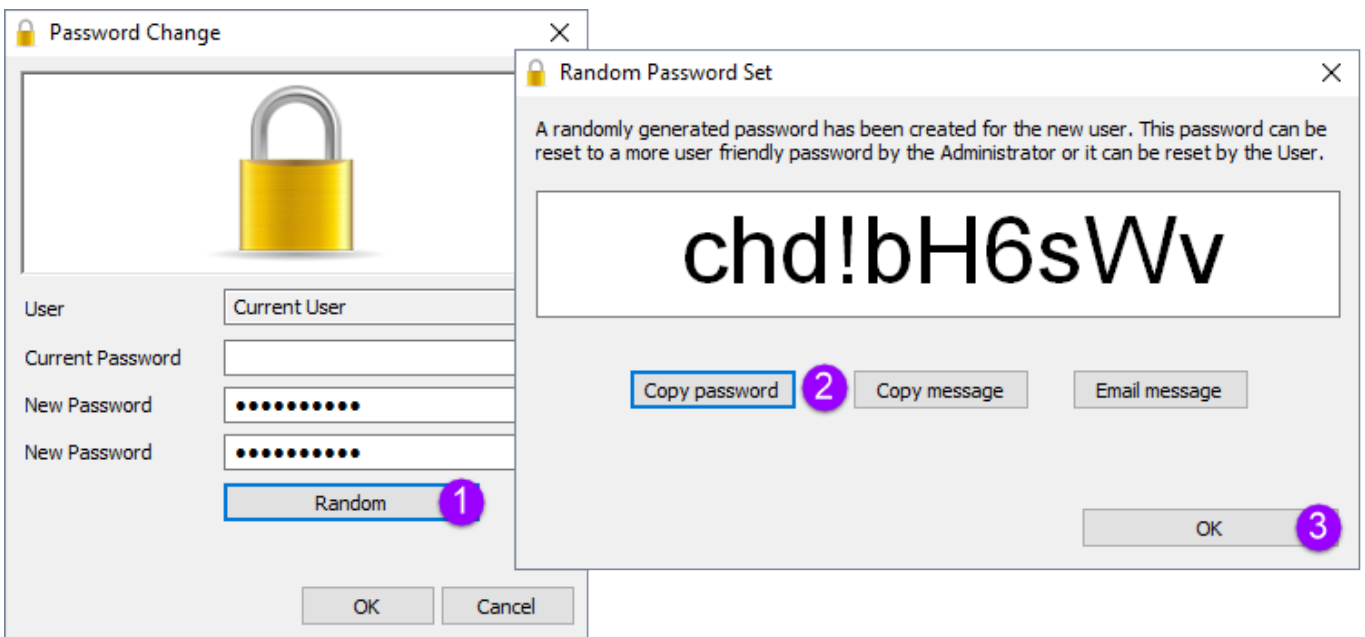 Password Change
User
Current User
Current Password
New Password
••••••••••
New Password
••••••••••
Random
1
OK
Cancel
Random Password Set
A randomly generated password has been created for the new user. This password can be
reset to a more user friendly password by the Administrator or it can be reset by the User.
chd!bH6sWv
Copy password
2
Copy message
Email message
OK
3